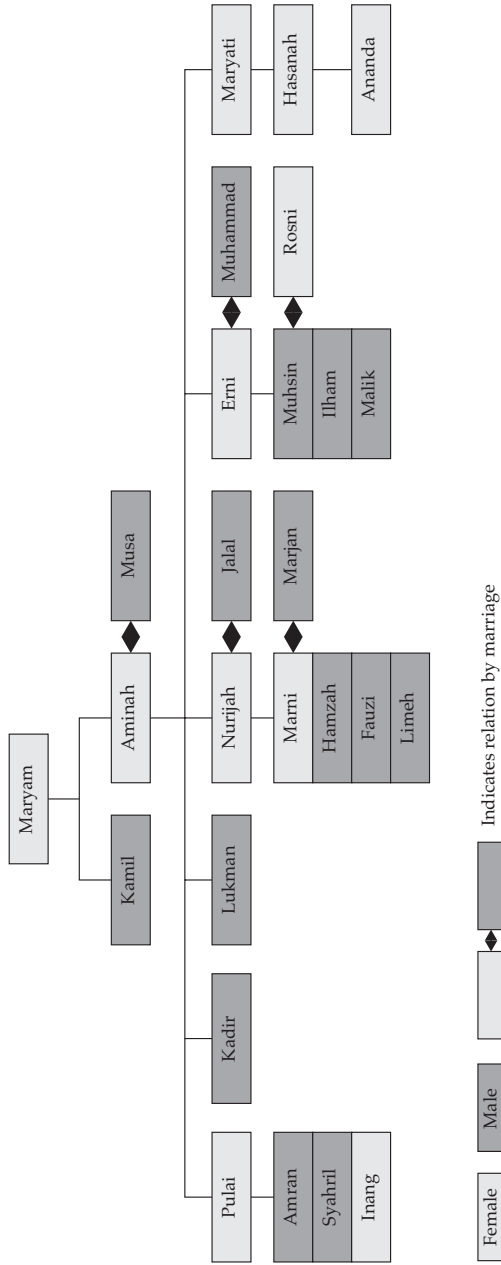 Maryam
Kamil
Aminah
Musa
Pulai
Kadir
Lukman
Nurijah
Jalal
Erni
Muhammad
Maryati
Amran
Syahril
Inang
Marni
Marjan
Hamzah
Fauzi
Limeh
Muhsin
Rosni
Ilham
Malik
Hasanah
Ananda
Female
Male
Indicates relation by marriage